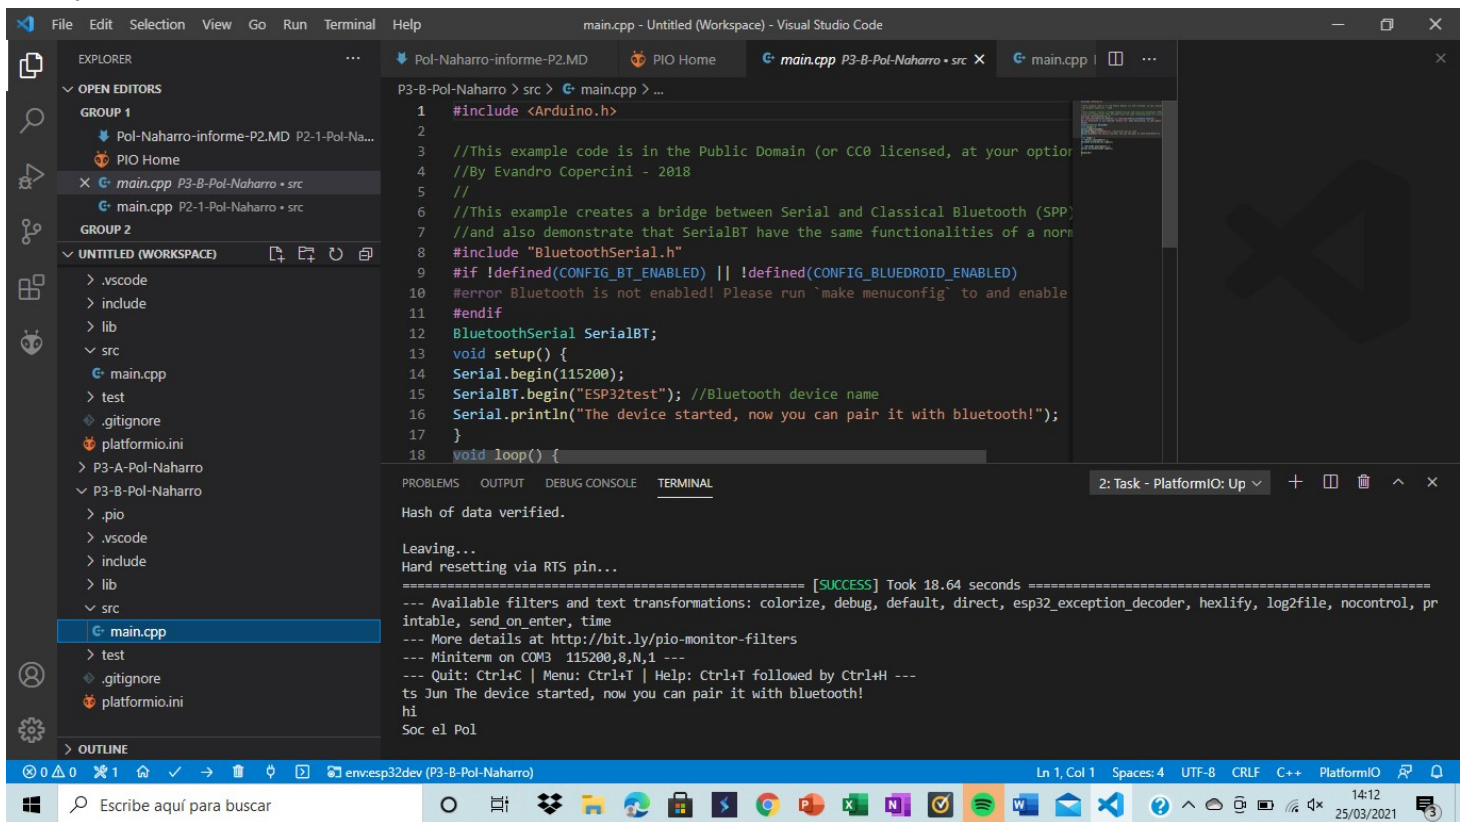 File Edit Selection View Go Run Terminal Help main.cpp - Untitled (Workspace) - Visual Studio Code
EXPLORER
OPEN EDITORS
GROUP 1
Pol-Naharro-informe-P2.MD P2-1-Pol-Na...
PIO Home
main.cpp P3-B-Pol-Naharro • src
main.cpp P2-1-Pol-Naharro • src
GROUP 2
UNTITLED (WORKSPACE)
.vscode
include
lib
src
main.cpp
test
.gitignore
platformio.ini
P3-A-Pol-Naharro
P3-B-Pol-Naharro
.pio
.vscode
include
lib
src
main.cpp
test
.gitignore
platformio.ini
OUTLINE
Pol-Naharro-informe-P2.MD PIO Home main.cpp P3-B-Pol-Naharro • src main.cpp
P3-B-Pol-Naharro > src > main.cpp > ...
1 #include <Arduino.h>
2
3 //This example code is in the Public Domain (or CC0 licensed, at your option
4 //By Evandro Copercini - 2018
5 //
6 //This example creates a bridge between Serial and Classical Bluetooth (SPP)
7 //and also demonstrate that SerialBT have the same functionalities of a norm
8 #include "BluetoothSerial.h"
9 #if !defined(CONFIG_BT_ENABLED) || !defined(CONFIG_BLUEDROID_ENABLED)
10 #error Bluetooth is not enabled! Please run `make menuconfig` to and enable
11 #endif
12 BluetoothSerial SerialBT;
13 void setup() {
14 Serial.begin(115200);
15 SerialBT.begin("ESP32test"); //Bluetooth device name
16 Serial.println("The device started, now you can pair it with bluetooth!");
17 }
18 void loop() {
PROBLEMS OUTPUT DEBUG CONSOLE TERMINAL 2: Task - PlatformIO: Up
Hash of data verified.
Leaving...
Hard resetting via RTS pin...
====================================================== [SUCCESS] Took 18.64 seconds ======================================================
--- Available filters and text transformations: colorize, debug, default, direct, esp32_exception_decoder, hexlify, log2file, nocontrol, pr
intable, send_on_enter, time
--- More details at http://bit.ly/pio-monitor-filters
--- Miniterm on COM3  115200,8,N,1 ---
--- Quit: Ctrl+C | Menu: Ctrl+T | Help: Ctrl+T followed by Ctrl+H ---
ts Jun The device started, now you can pair it with bluetooth!
hi
Soc el Pol
0 0 1 env:esp32dev (P3-B-Pol-Naharro) Ln 1, Col 1 Spaces: 4 UTF-8 CRLF C++ PlatformIO
Escribe aquí para buscar
14:12
25/03/2021
3